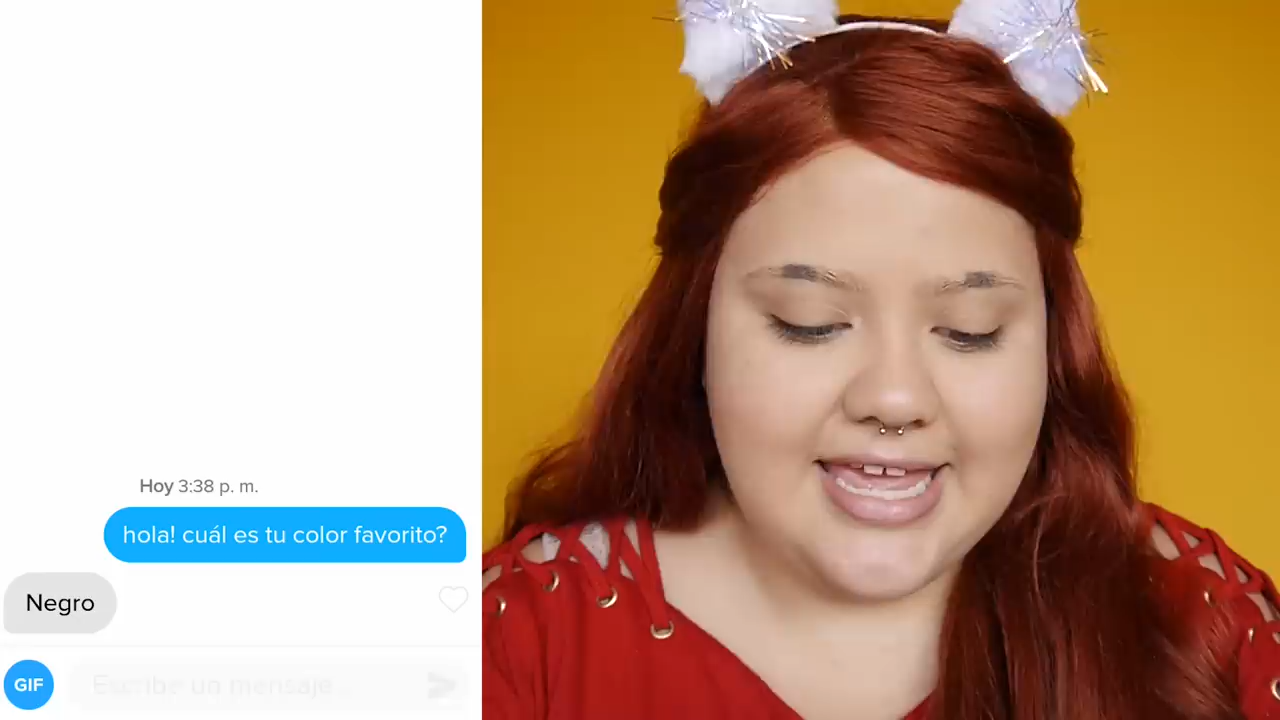 Hoy 3:38 p. m.
hola! cuál es tu color favorito?
Negro
GIF
Escribe un mensaje